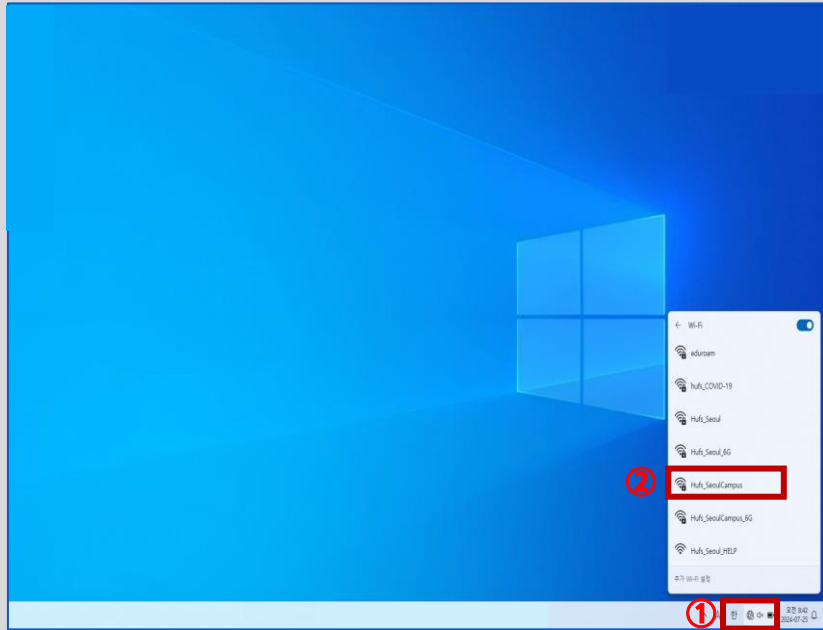 ← Wi-Fi
eduroam
hufs_COVID-19
Hufs_Seoul
Hufs_Seoul_6G
② Hufs_SeoulCampus
Hufs_SeoulCampus_6G
Hufs_Seoul_HELP
추가 Wi-Fi 설정
① 한 오전 8:42
2024-07-25